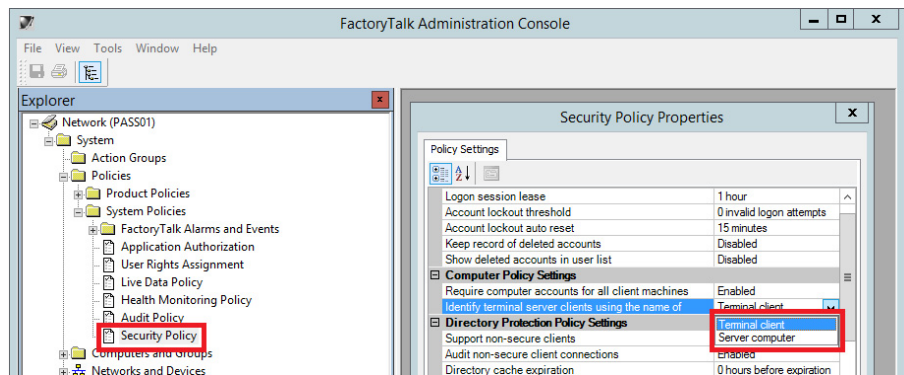 FactoryTalk Administration Console
File View Tools Window Help
Explorer
Network (PASS01)
System
Action Groups
Policies
Product Policies
System Policies
FactoryTalk Alarms and Events
Application Authorization
User Rights Assignment
Live Data Policy
Health Monitoring Policy
Audit Policy
Security Policy
Computers and Groups
Networks and Devices
Security Policy Properties
Policy Settings
Logon session lease 1 hour
Account lockout threshold 0 invalid logon attempts
Account lockout auto reset 15 minutes
Keep record of deleted accounts Disabled
Show deleted accounts in user list Disabled
Computer Policy Settings
Require computer accounts for all client machines Enabled
Identify terminal server clients using the name of Terminal client
Terminal client
Server computer
Directory Protection Policy Settings
Support non-secure clients
Audit non-secure client connections Enabled
Directory cache expiration 0 hours before expiration